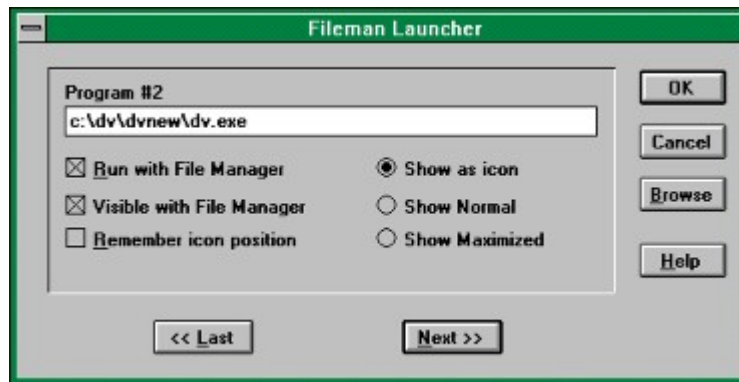 Fileman Launcher
Program #2
c:\dv\dvnew\dv.exe
Run with File Manager
Visible with File Manager
Remember icon position
Show as icon
Show Normal
Show Maximized
OK
Cancel
Browse
Help
<< Last
Next >>